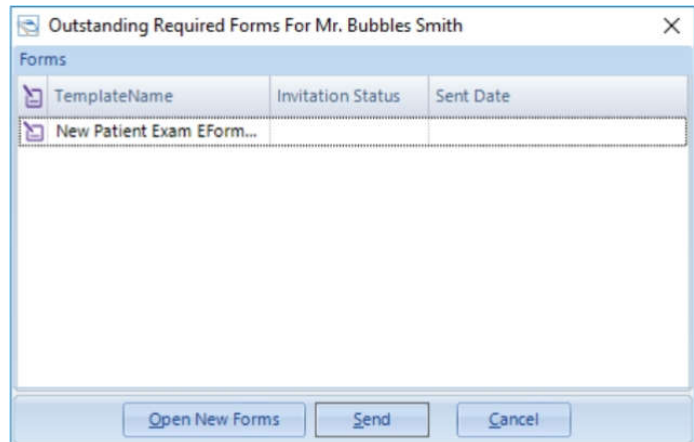 Outstanding Required Forms For Mr. Bubbles Smith
Forms
TemplateName Invitation Status Sent Date
New Patient Exam EForm...
Open New Forms Send Cancel